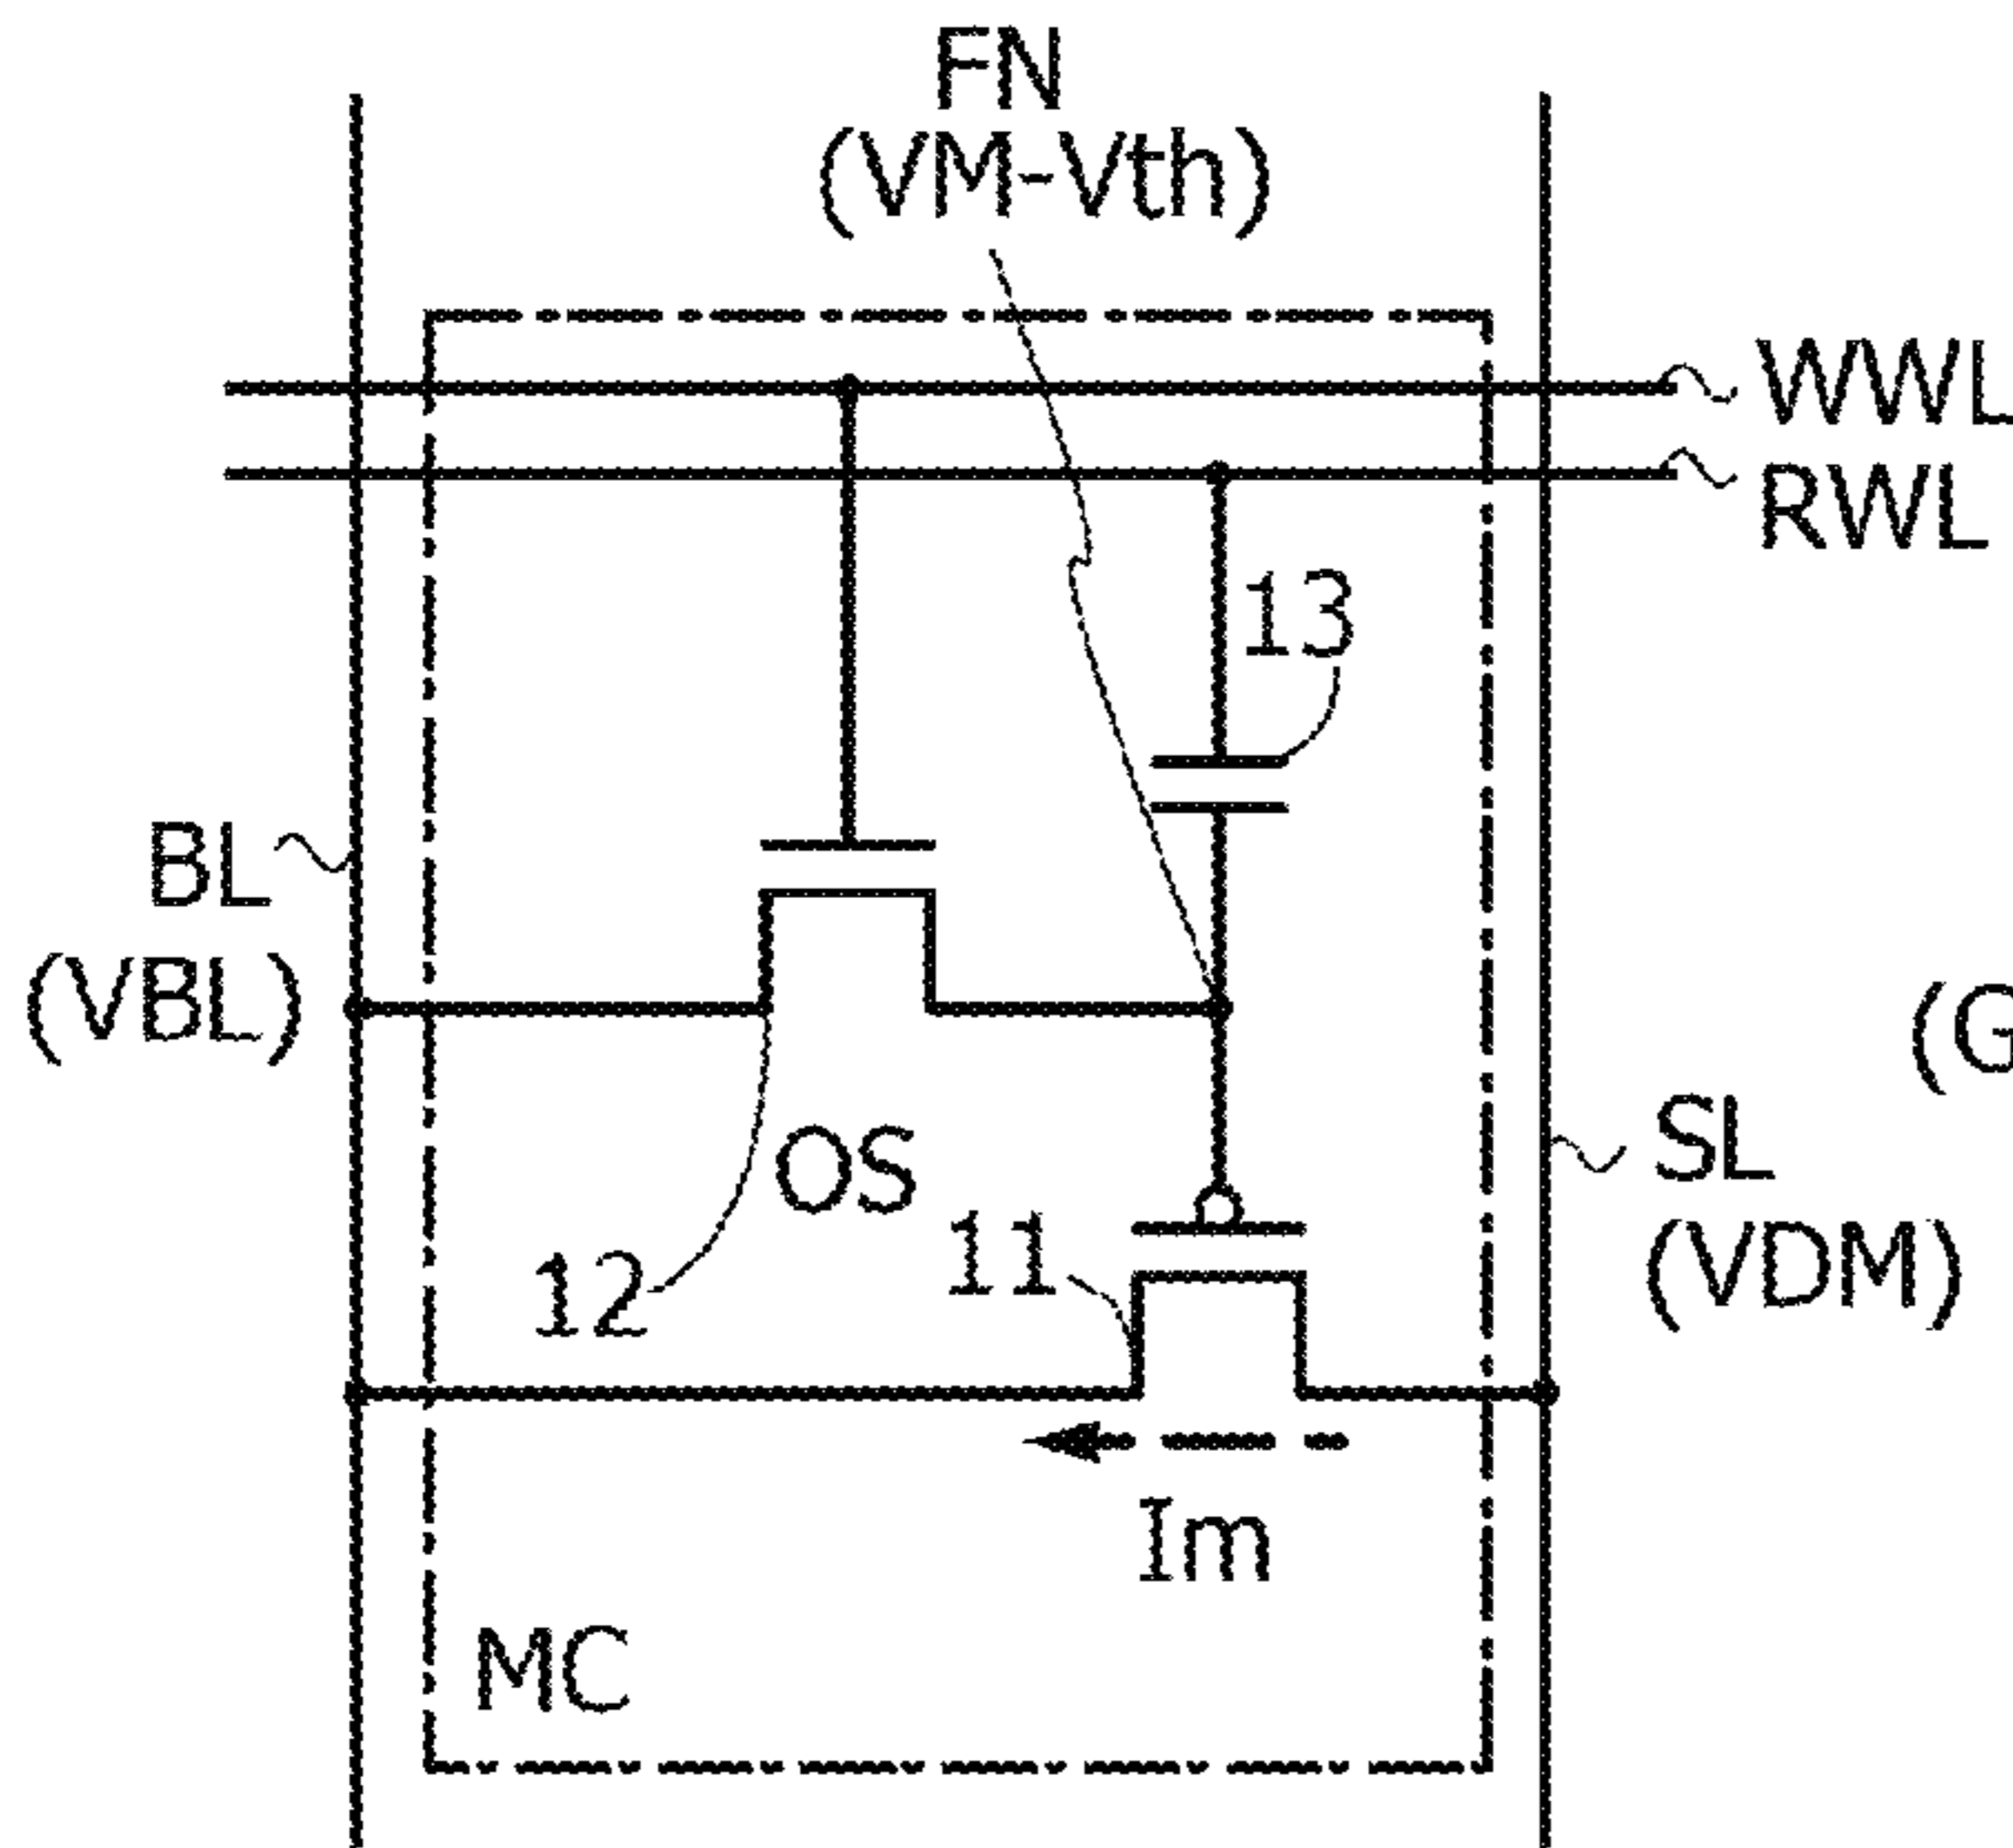 FN
(VM-Vth)
WWL
RWL
13
BL
(VBL)
(G
OS
SL
(VDM)
12
11
Im
MC